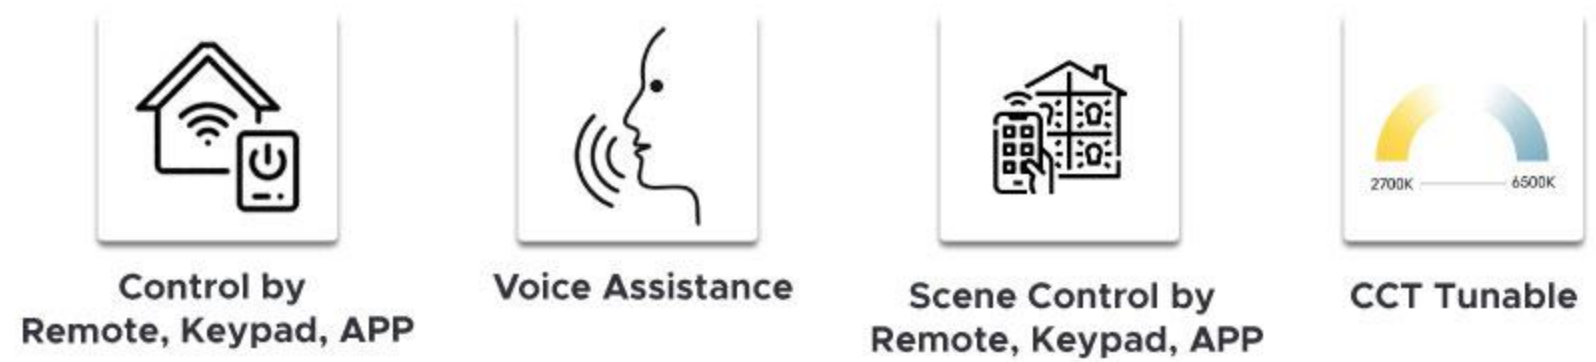 Control by
Remote, Keypad, APP
Voice Assistance
Scene Control by
Remote, Keypad, APP
2700K
6500K
CCT Tunable